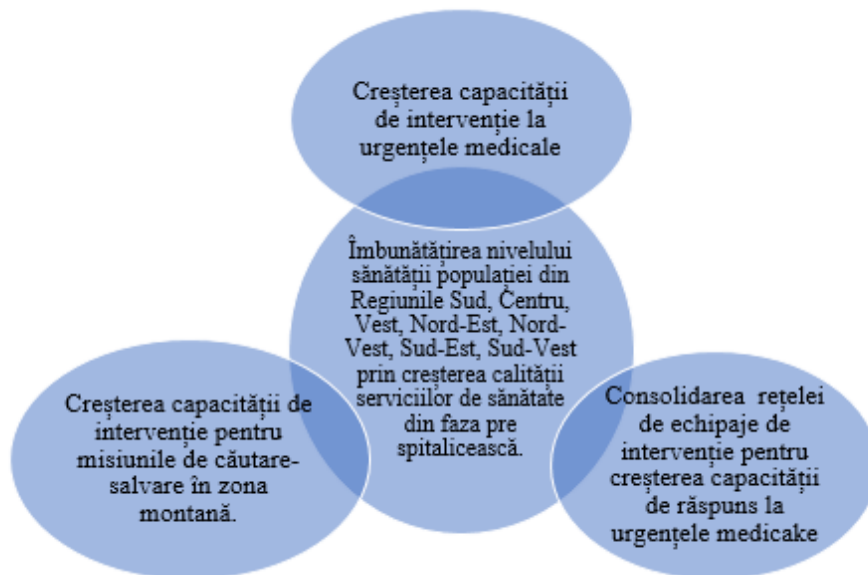 Creșterea capacității
de intervenție la
urgențele medicale
Îmbunătățirea nivelului
sănătății populației din
Regiunile Sud, Centru,
Vest, Nord-Est, Nord-
Vest, Sud-Est, Sud-Vest
prin creșterea calității
serviciilor de sănătate
din faza pre
spitalicească.
Creșterea capacității de
intervenție pentru
misiunile de căutare-
salvare în zona
montană.
Consolidarea rețelei
de echipaje de
intervenție pentru
creșterea capacității
de răspuns la
urgențele medicake